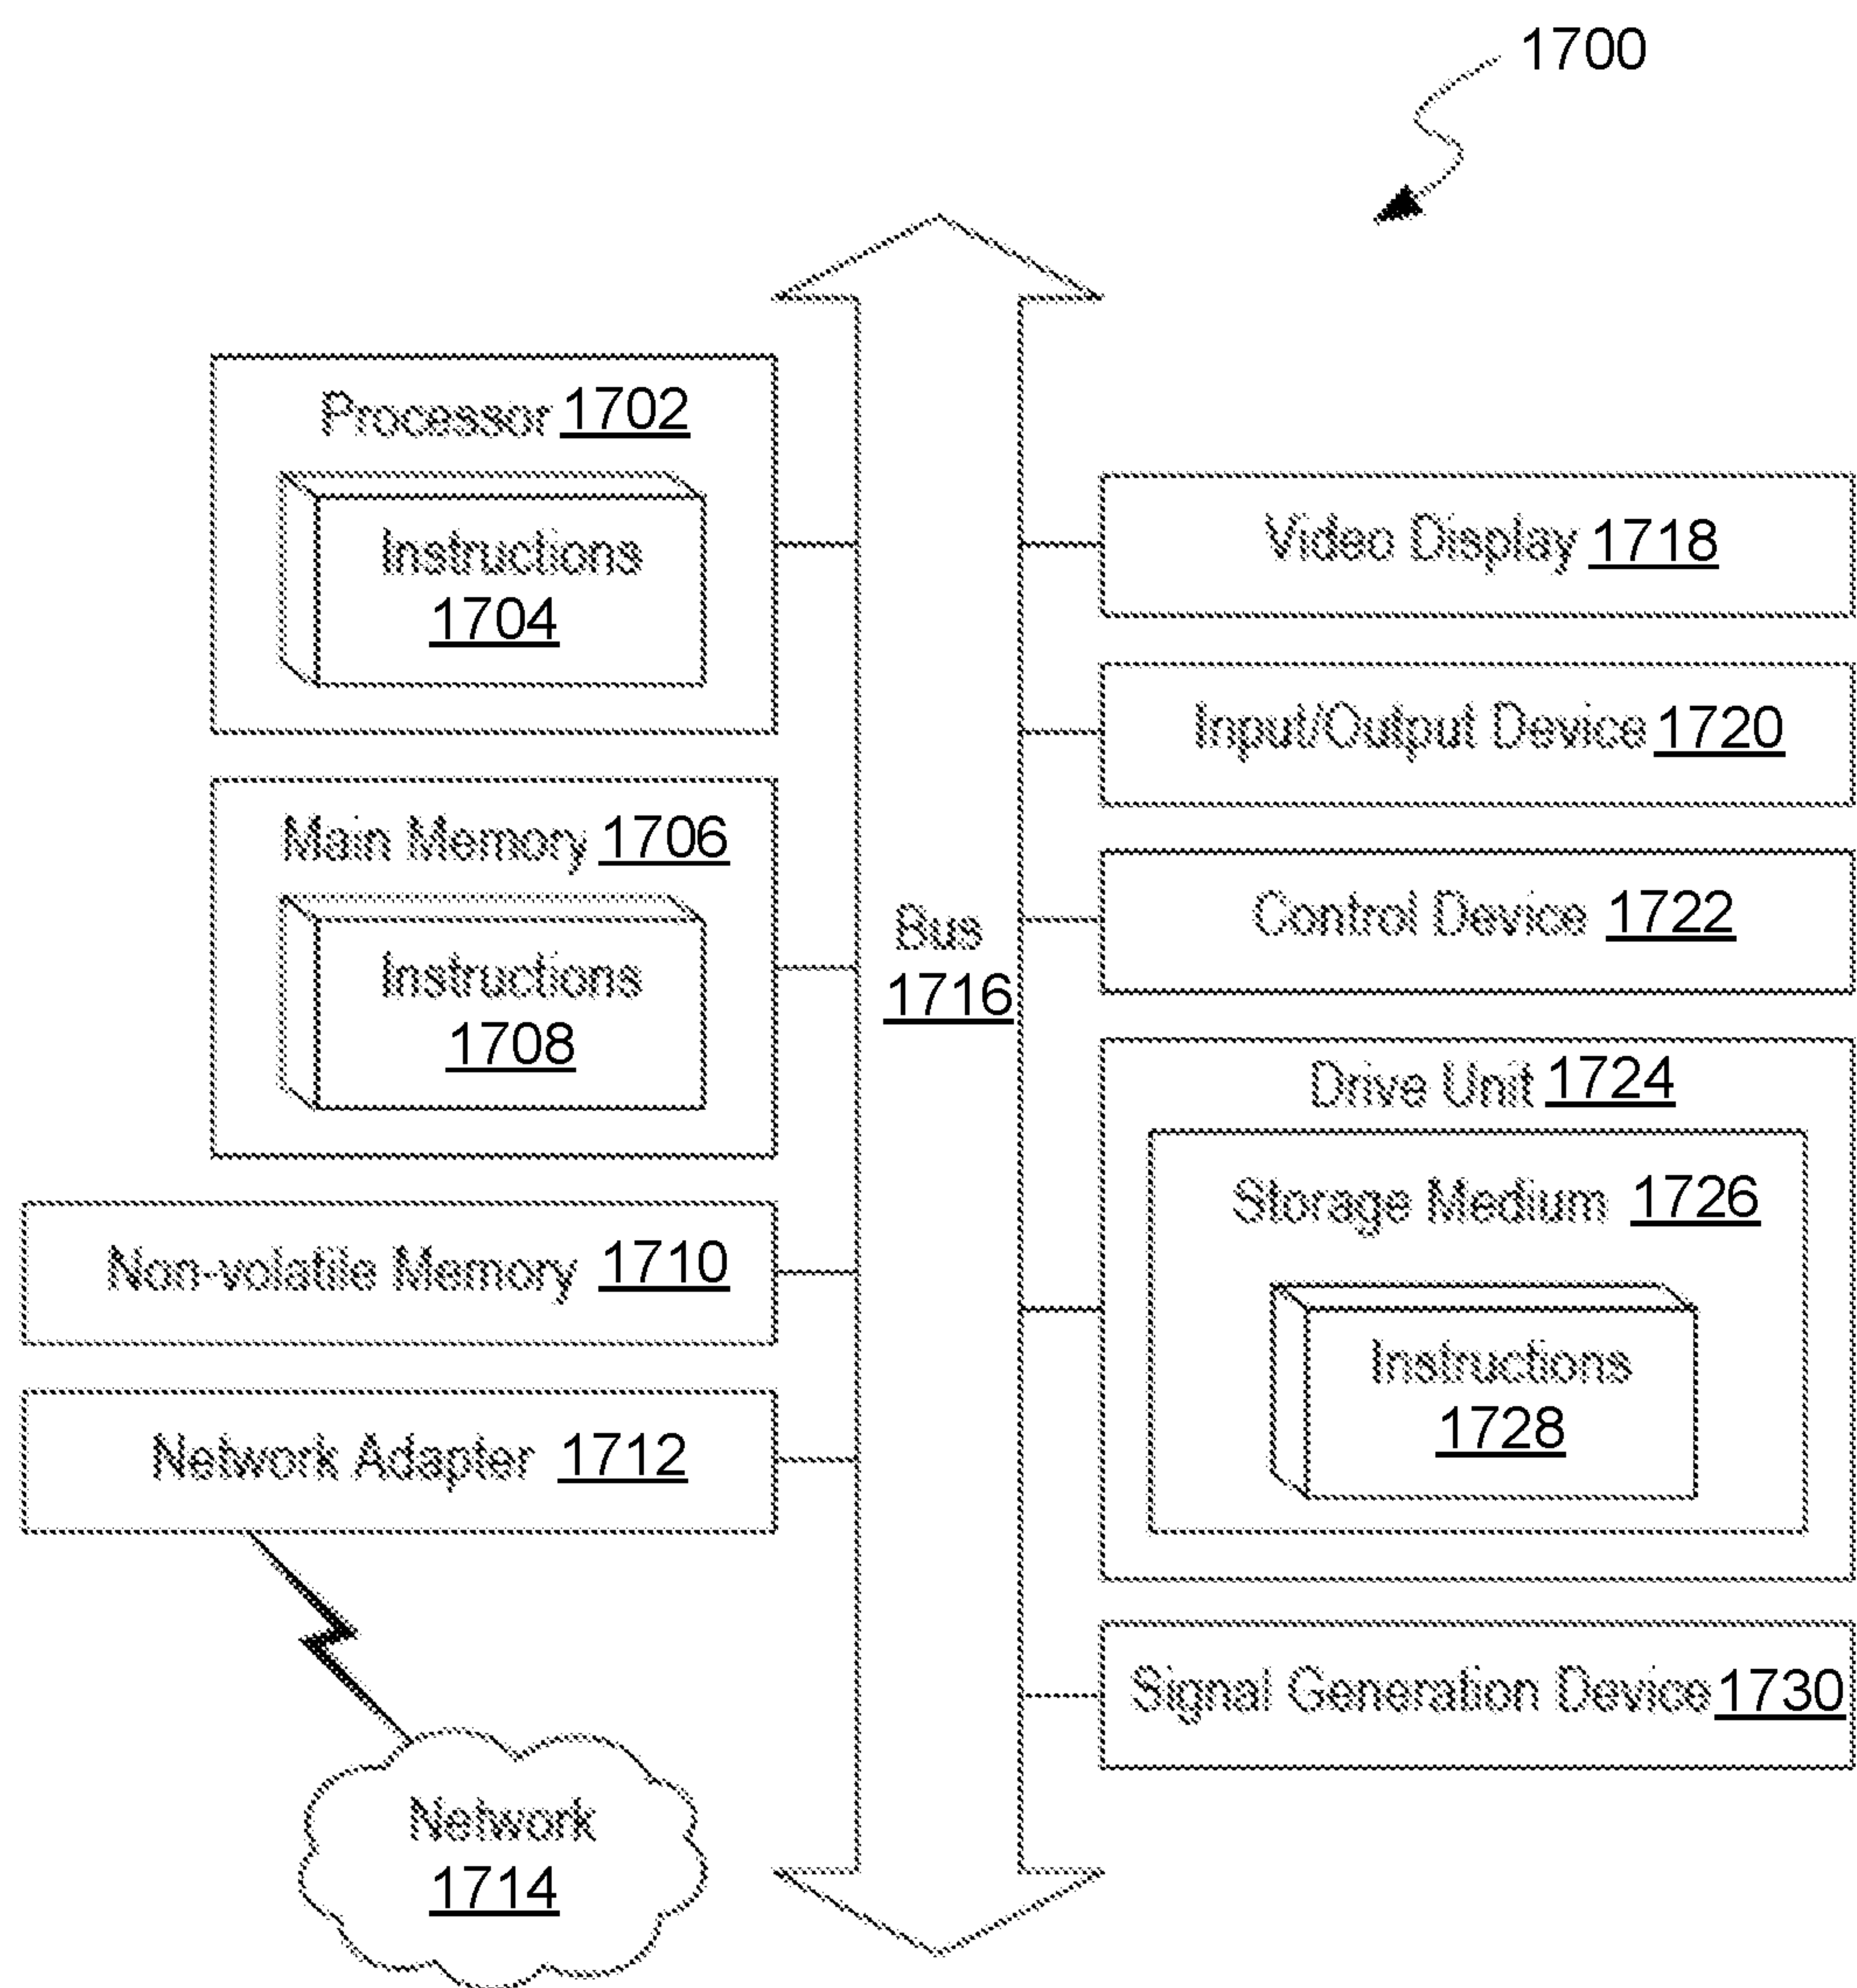 1700
Processor 1702
Instructions
1704
Main Memory 1706
Instructions
1708
Non-volatile Memory 1710
Network Adapter 1712
Network
1714
Bus
1716
Video Display 1718
Input/Output Device 1720
Control Device 1722
Drive Unit 1724
Storage Medium 1726
Instructions
1728
Signal Generation Device 1730